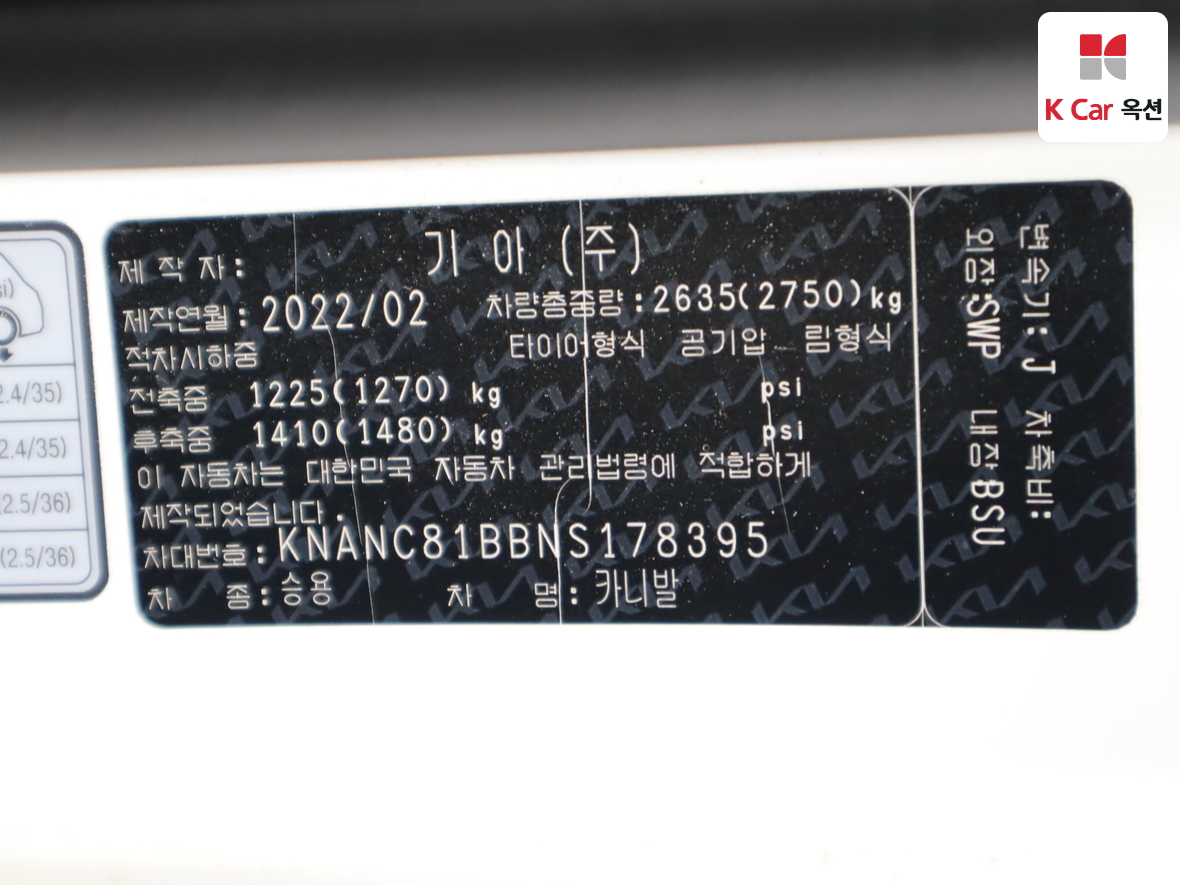 K Car 옥션
si)
2.4/35)
2.4/35)
(2.5/36)
(2.5/36)
제 작 자 : 기 아 (주)
제작연월 : 2022/02 차량총중량 : 2635(2750)kg
적차시하중 타이어형식 공기압 림형식
전축중 1225(1270) kg psi
후축중 1410(1480) kg psi
이 자동차는 대한민국 자동차 관리법령에 적합하게
제작되었습니다.
차대번호 : KNANC81BBNS178395
차 종 : 승용 차 명 : 카니발
변속기: J 차축비:
외장:SWP 내장:BSU